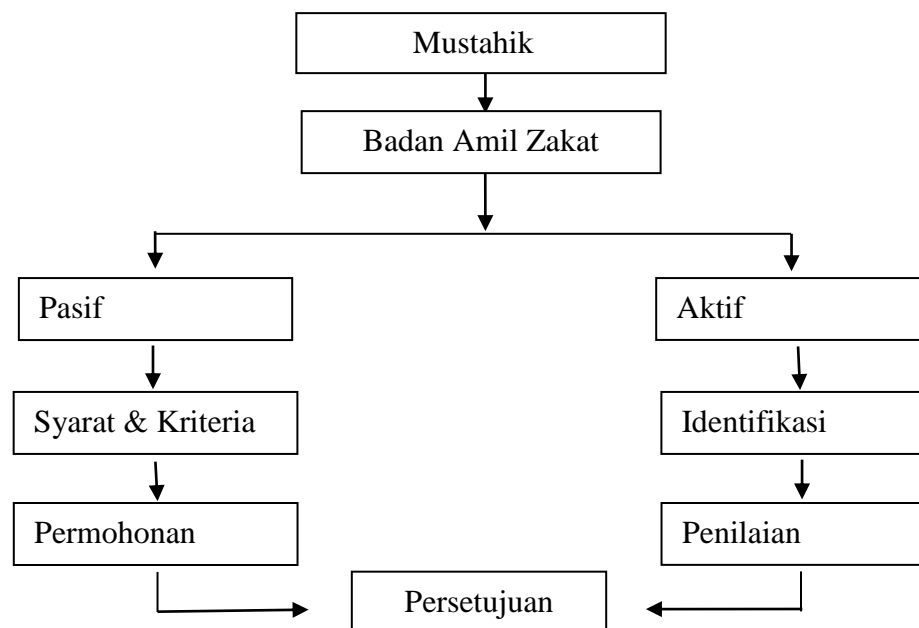 Mustahik
Badan Amil Zakat
Pasif
Aktif
Syarat & Kriteria
Identifikasi
Permohonan
Penilaian
Persetujuan